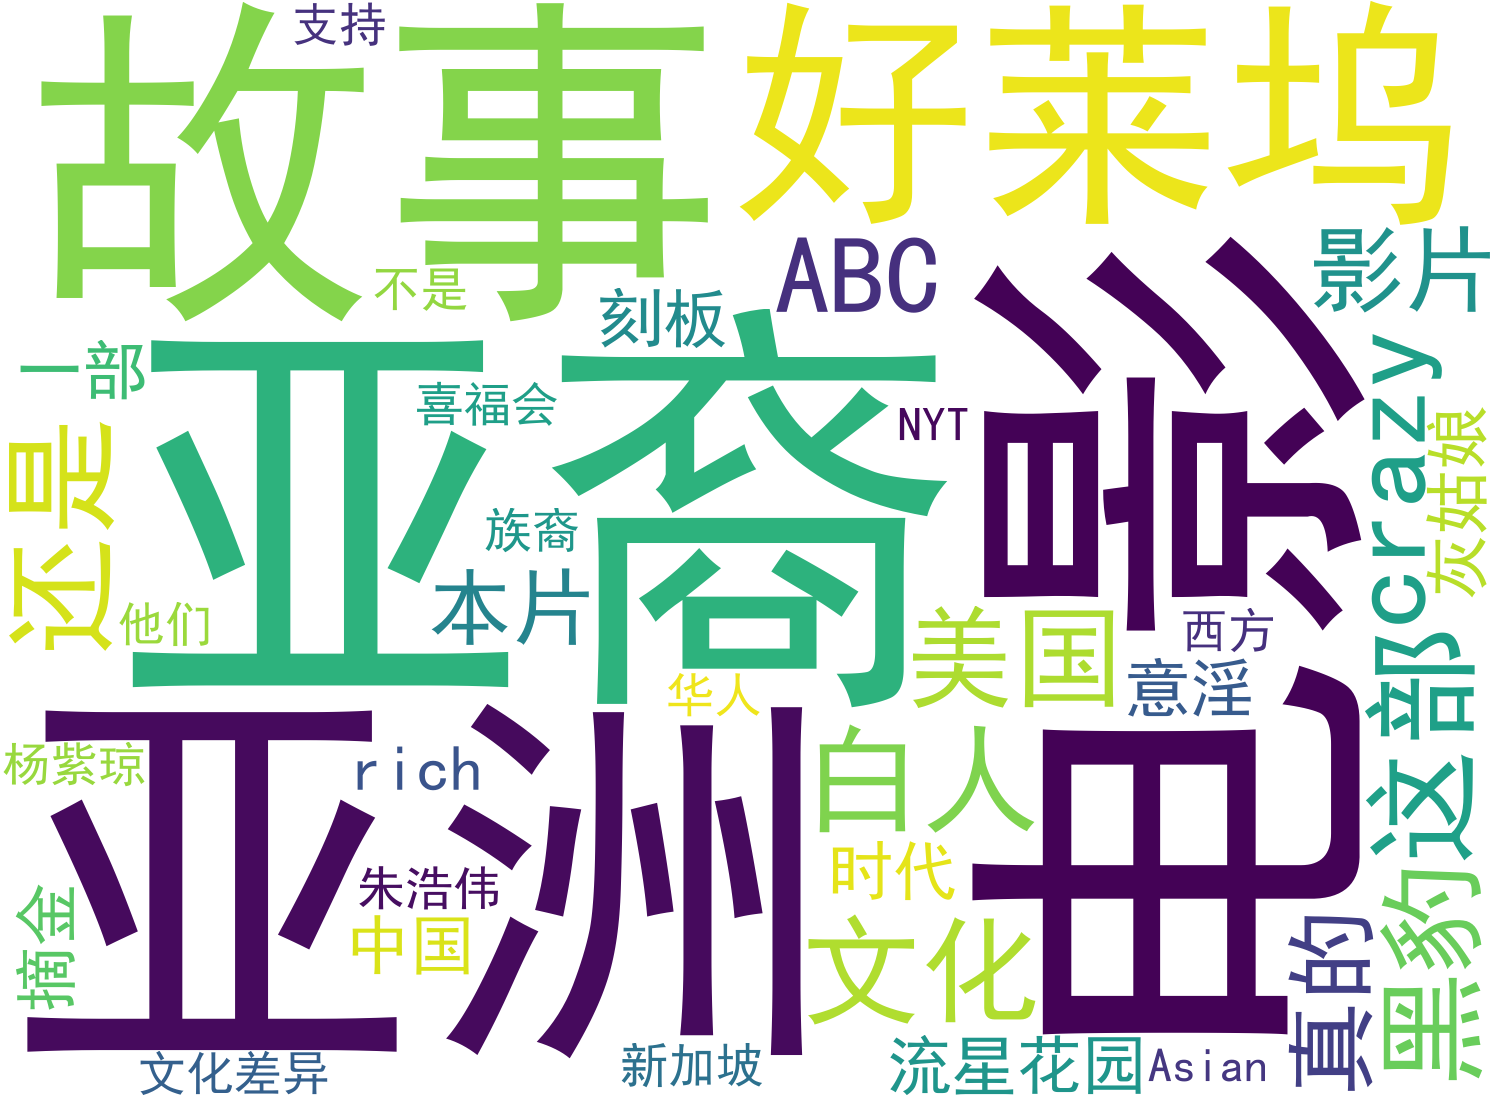 支持
故事
好莱坞
不是
刻板
ABC
影片
一部
亚裔
喜福会
NYT
电影
crazy
灰姑娘
还是
族裔
本片
他们
美国
西方
意淫
这部
华人
亚洲
杨紫琼
rich
白人
时代
朱浩伟
中国
摘金
文化
真的
黑豹
文化差异
新加坡
流星花园
Asian